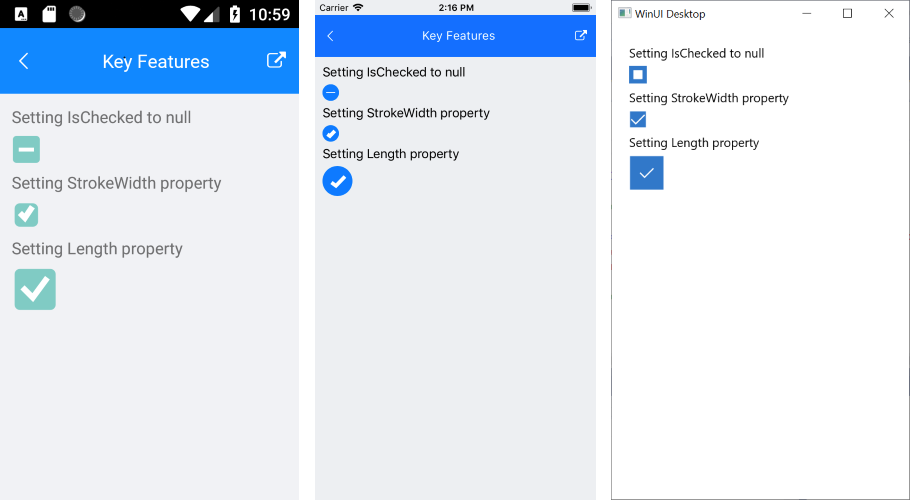 10:59
Key Features
Setting IsChecked to null
Setting StrokeWidth property
Setting Length property
Carrier 2:16 PM
Key Features
Setting IsChecked to null
Setting StrokeWidth property
Setting Length property
WinUI Desktop
Setting IsChecked to null
Setting StrokeWidth property
Setting Length property